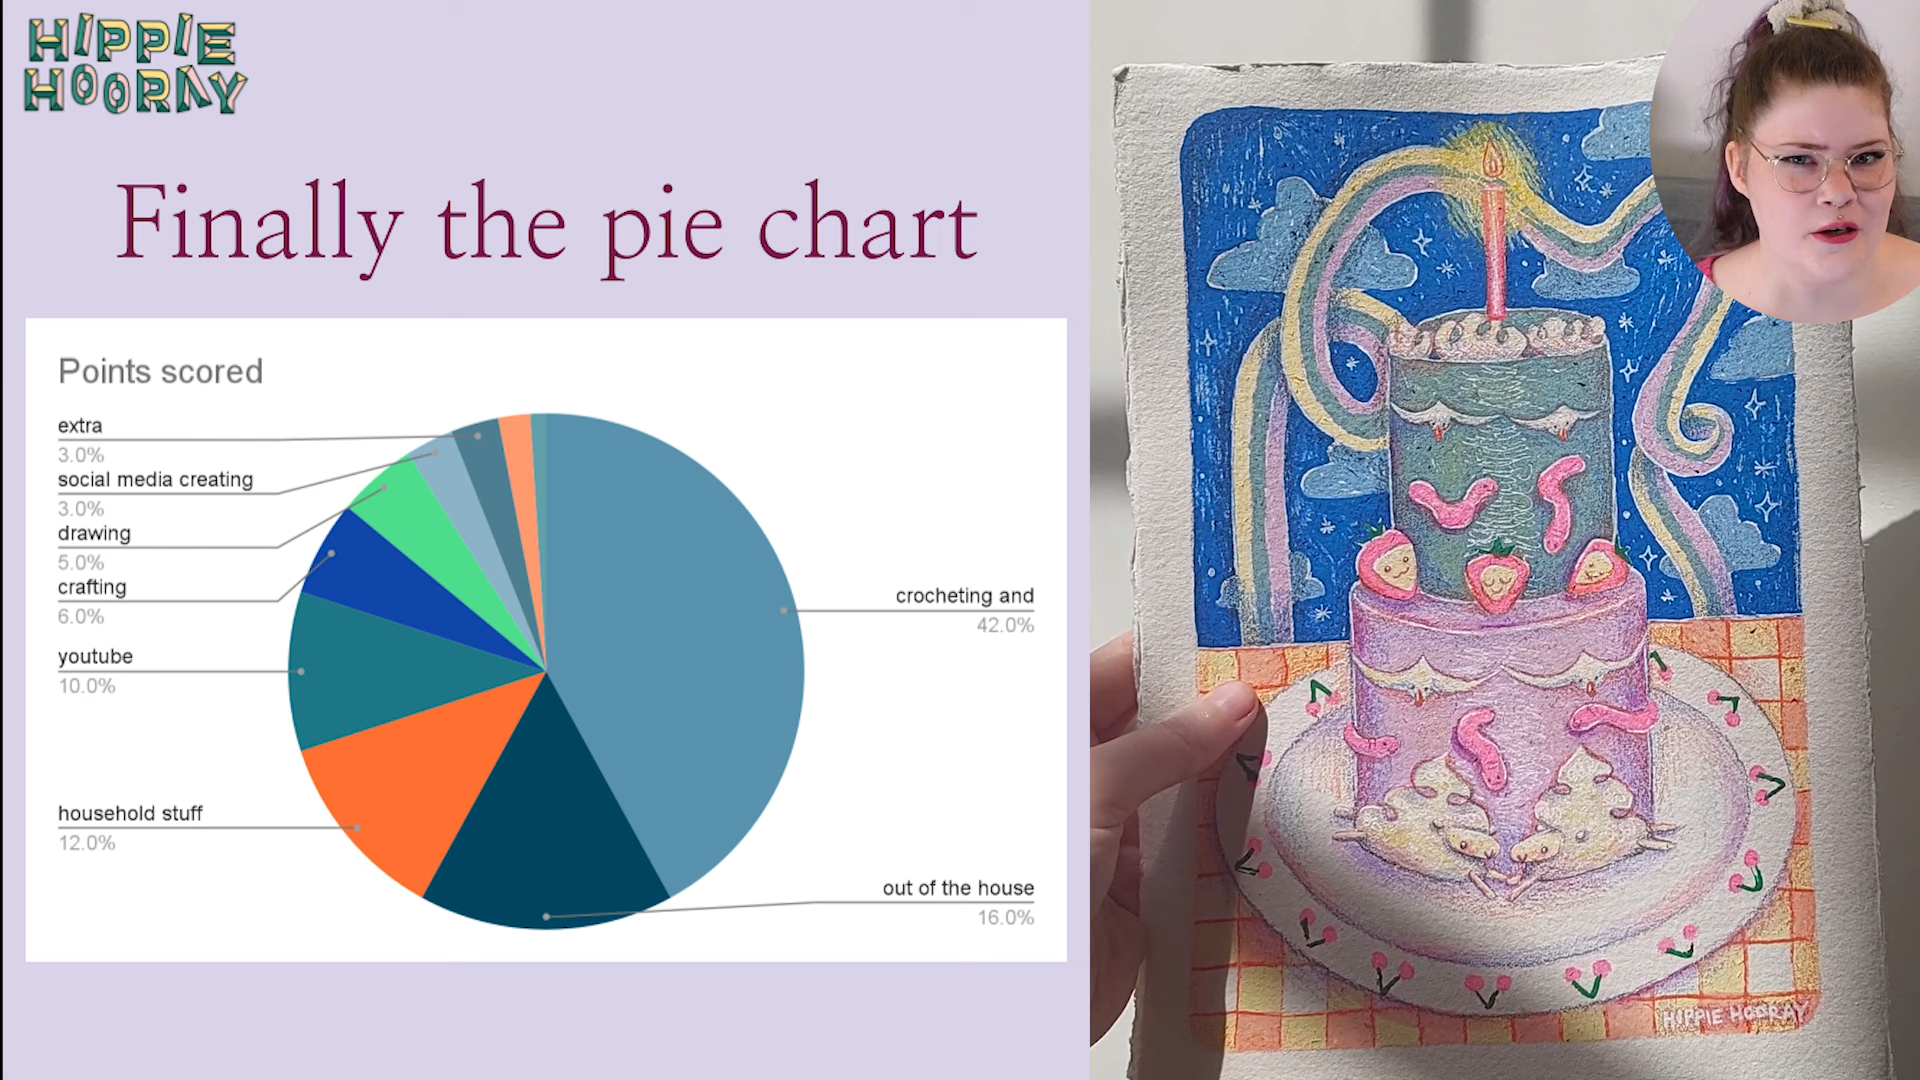 HIPPIE
HOORAY
Finally the pie chart
Points scored
extra
3.0%
social media creating
3.0%
drawing
5.0%
crafting
6.0%
youtube
10.0%
household stuff
12.0%
crocheting and
42.0%
out of the house
16.0%
HIPPIE HOORAY